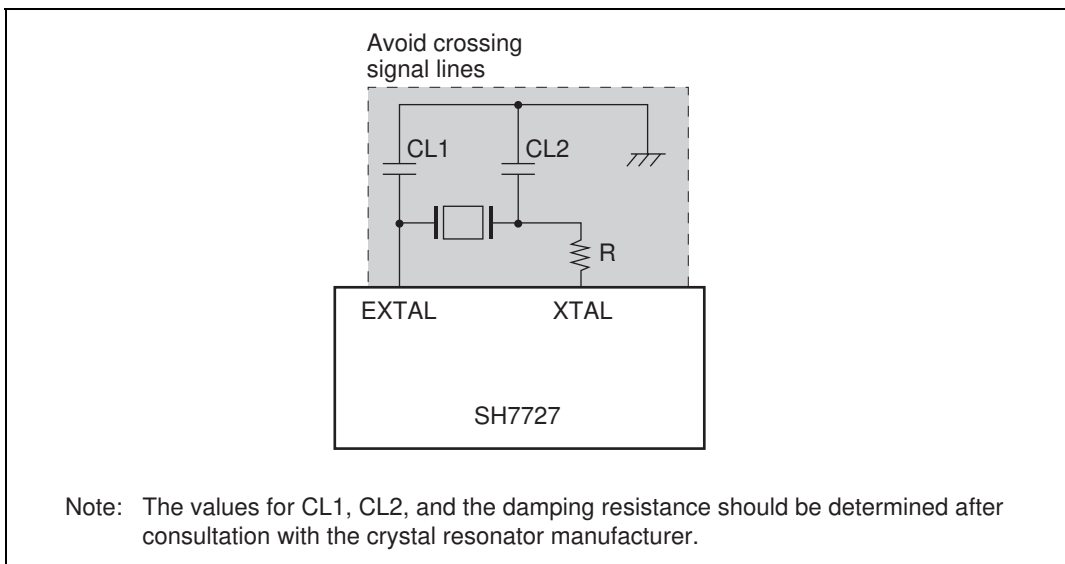 Avoid crossing
signal lines
CL1
CL2
R
EXTAL
XTAL
SH7727
Note: The values for CL1, CL2, and the damping resistance should be determined after
consultation with the crystal resonator manufacturer.